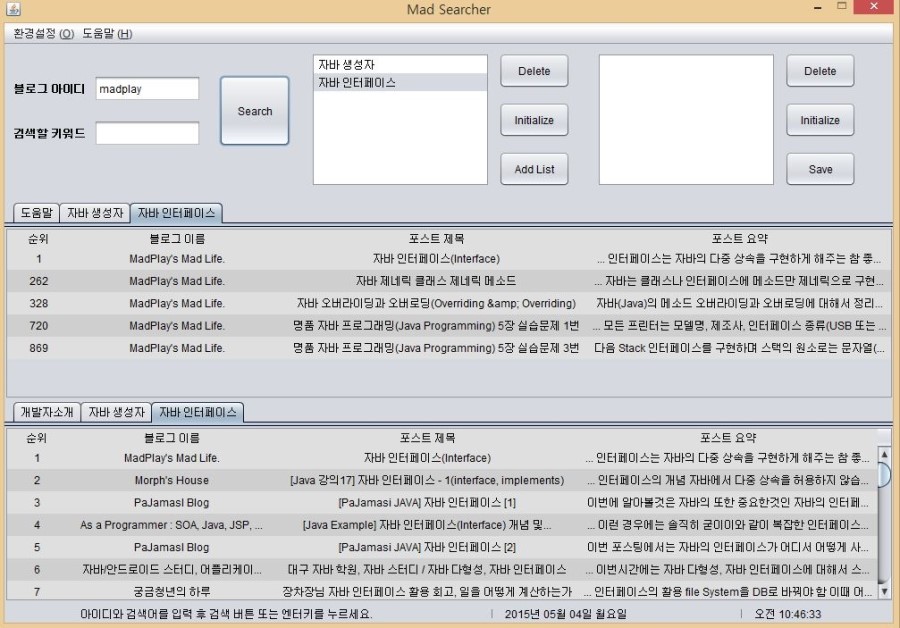 Mad Searcher
환경설정 (O) 도움말 (H)
블로그 아이디 madplay
검색할 키워드
Search
자바 생성자
자바 인터페이스
Delete
Initialize
Add List
Delete
Initialize
Save
도움말 자바 생성자 자바 인터페이스
순위 블로그 이름 포스트 제목 포스트 요약
1 MadPlay's Mad Life. 자바 인터페이스(Interface) ... 인터페이스는 자바의 다중 상속을 구현하게 해주는 참 좋...
262 MadPlay's Mad Life. 자바 제네릭 클래스 제네릭 메소드 ... 자바는 클래스나 인터페이스에 메소드만 제네릭으로 구현...
328 MadPlay's Mad Life. 자바 오버라이딩과 오버로딩(Overriding &amp; Overriding) 자바(Java)의 메소드 오버라이딩과 오버로딩에 대해서 정리...
720 MadPlay's Mad Life. 명품 자바 프로그래밍(Java Programming) 5장 실습문제 1번 ... 모든 프린터는 모델명, 제조사, 인터페이스 종류(USB 또는 ...
869 MadPlay's Mad Life. 명품 자바 프로그래밍(Java Programming) 5장 실습문제 3번 다음 Stack 인터페이스를 구현하며 스택의 원소로는 문자열(...
개발자소개 자바 생성자 자바 인터페이스
순위 블로그 이름 포스트 제목 포스트 요약
1 MadPlay's Mad Life. 자바 인터페이스(Interface) ... 인터페이스는 자바의 다중 상속을 구현하게 해주는 참 좋...
2 Morph's House [Java 강의17] 자바 인터페이스 - 1(interface, implements) ... 인터페이스의 개념 자바에서 다중 상속을 허용하지 않습...
3 PaJamasI Blog [PaJamasi JAVA] 자바 인터페이스 [1] 이번에 알아볼것은 자바의 또한 중요한것인 자바의 인터페...
4 As a Programmer : SOA, Java, JSP, ... [Java Example] 자바 인터페이스(Interface) 개념 및... ... 이런 경우에는 솔직히 굳이이와 같이 복잡한 인터페이스...
5 PaJamasI Blog [PaJamasi JAVA] 자바 인터페이스 [2] 이번 포스팅에서는 자바의 인터페이스가 어디서 어떻게 사...
6 자바/안드로이드 스터디, 어플리케이... 대구 자바 학원, 자바 스터디 / 자바 다형성, 자바 인터페이스 ... 이번시간에는 자바 다형성, 자바 인터페이스에 대해서 스...
7 궁금청년의 하루 장차장님 자바 인터페이스 활용 회고, 일을 어떻게 계산하는가 ... 인터페이스의 활용 file System을 DB로 바꿔야 할 이때 어...
아이디와 검색어를 입력 후 검색 버튼 또는 엔터키를 누르세요. 2015년 05월 04일 월요일 오전 10:46:33